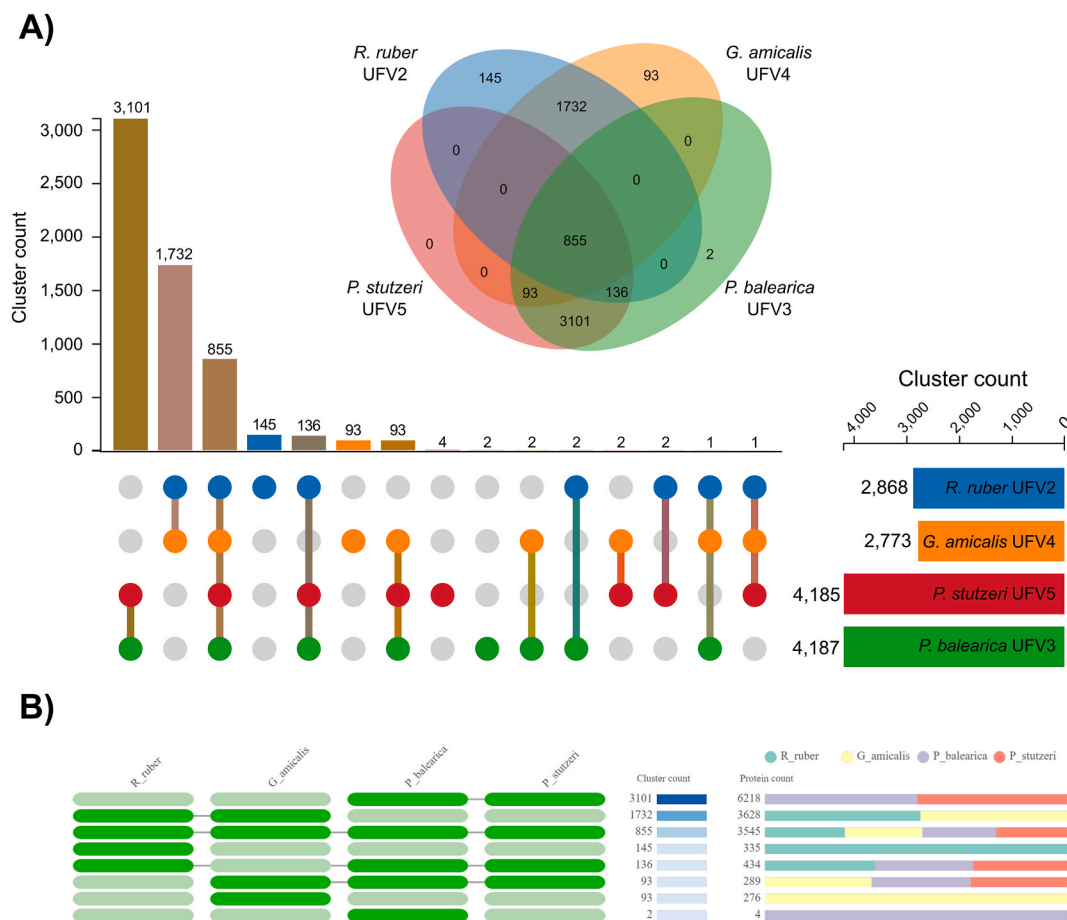 A)
R. ruber
UFV2
G. amicalis
UFV4
145
93
1732
0
0
0
0
0
855
0
2
0
93
136
3101
P. stutzeri
UFV5
P. balearica
UFV3
Cluster count
3,000
2,500
2,000
1,500
1,000
500
0
3,101
1,732
855
145
136
93
93
4
2
2
2
2
2
1
1
Cluster count
4,000
3,000
2,000
1,000
0
2,868
R. ruber UFV2
2,773
G. amicalis UFV4
4,185
P. stutzeri UFV5
4,187
P. balearica UFV3
B)
R_ruber
G_amicalis
P_balearica
P_stutzeri
R_ruber G_amicalis P_balearica P_stutzeri
Cluster count Protein count
3101 6218
1732 3628
855 3545
145 335
136 434
93 289
93 276
2 4